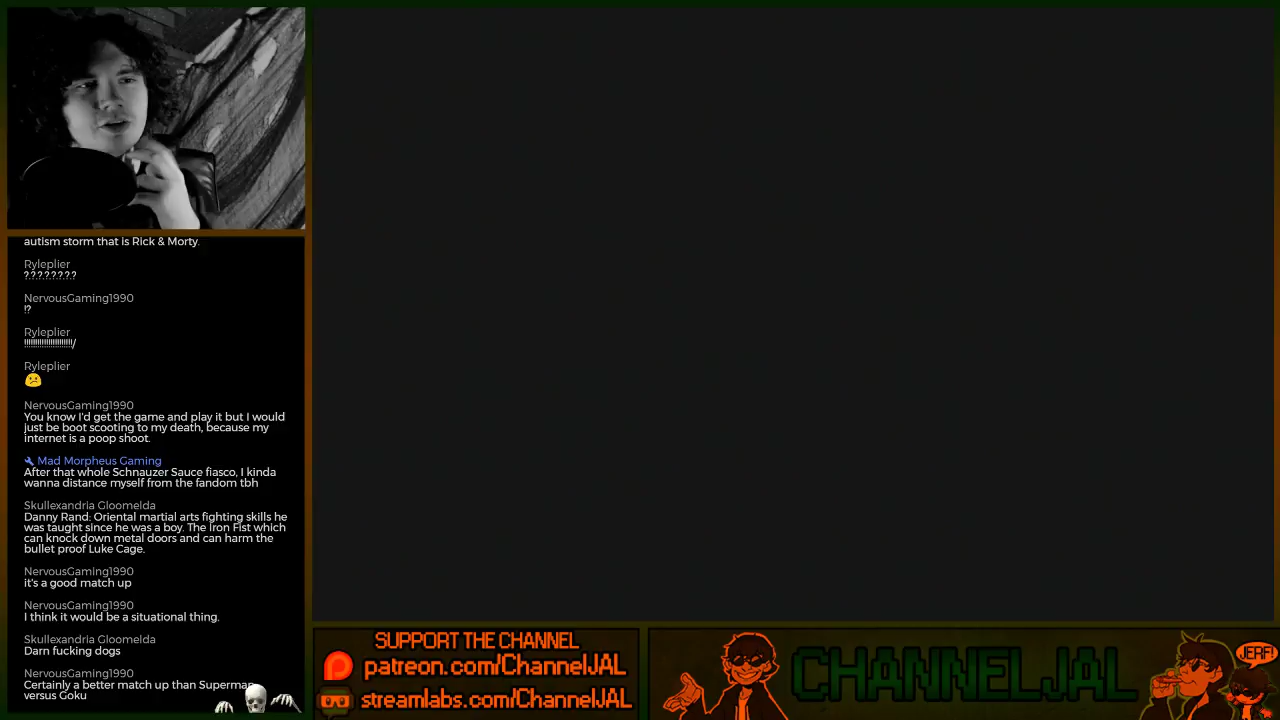 autism storm that is Rick & Morty.
Ryleplier
?.?.?.?.?.?.?.?.?
NervousGaming1990
!?
Ryleplier
!!!!!!!!!!!!!!!!!!!!!!!/
Ryleplier
NervousGaming1990
You know I'd get the game and play it but I would
just be boot scooting to my death, because my
internet is a poop shoot.
Mad Morpheus Gaming
After that whole Schnauzer Sauce fiasco, I kinda
wanna distance myself from the fandom tbh
Skullexandria Gloomelda
Danny Rand: Oriental martial arts fighting skills he
was taught since he was a boy. The Iron Fist which
can knock down metal doors and can harm the
bullet proof Luke Cage.
NervousGaming1990
it's a good match up
NervousGaming1990
I think it would be a situational thing.
Skullexandria Gloomelda
Darn fucking dogs
NervousGaming1990
Certainly a better match up than Superman
versus Goku
SUPPORT THE CHANNEL
patreon.com/ChannelJAL
streamlabs.com/ChannelJAL
CHANNELJAL
JERF!